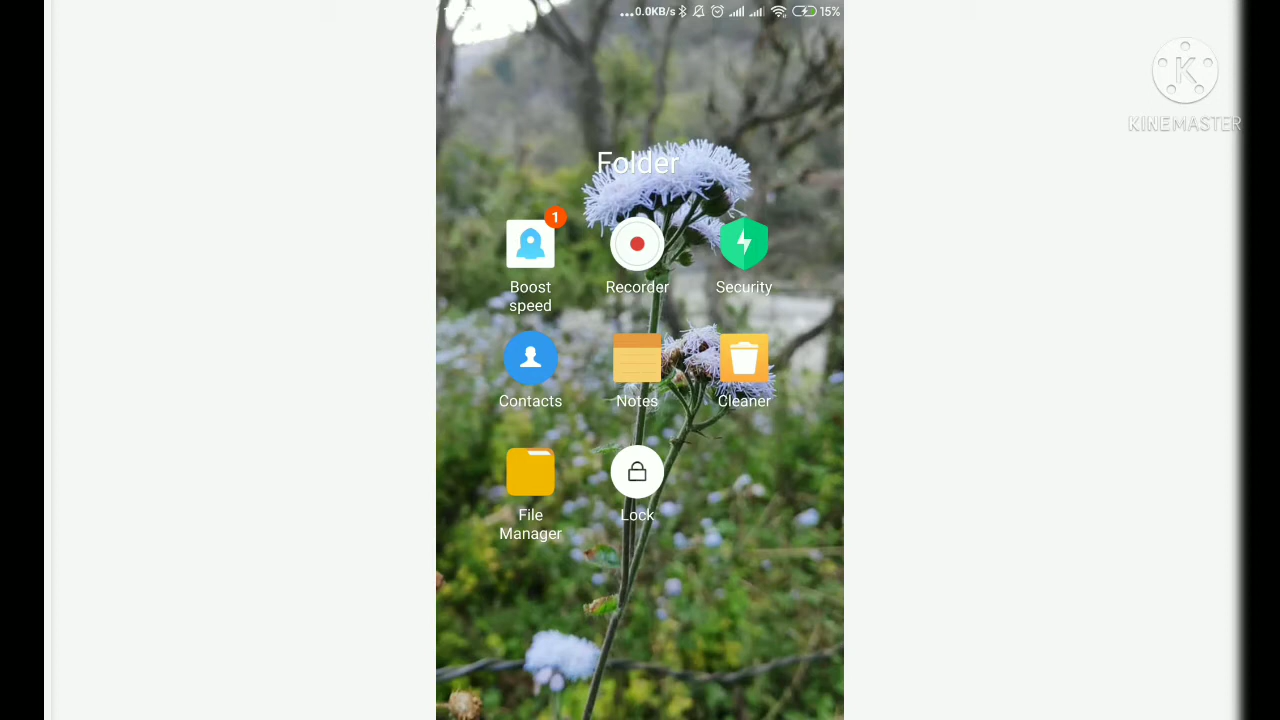 ...0.0KB/s 15%
KINEMASTER
Folder
1
Boost speed
Recorder
Security
Contacts
Notes
Cleaner
File Manager
Lock